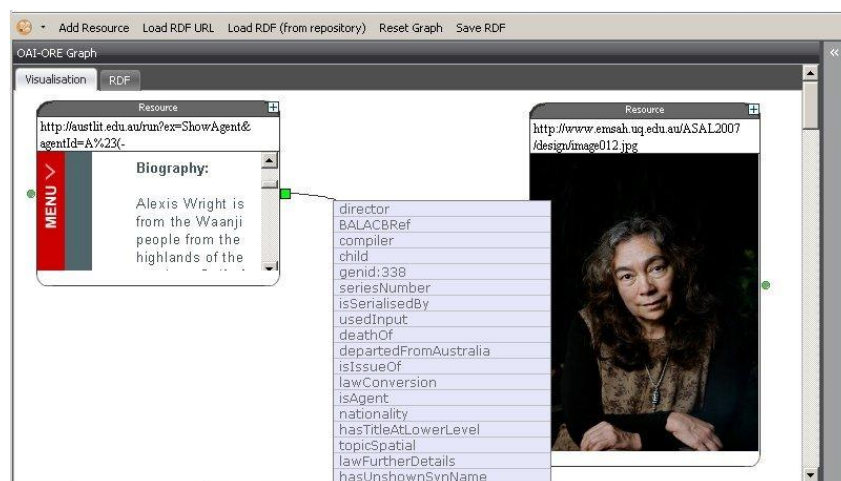 Add Resource Load RDF URL Load RDF (from repository) Reset Graph Save RDF
OAI-ORE Graph
Visualisation RDF
Resource
http://austlit.edu.au/run?ex=ShowAgent&
agentId=A%23(-
MENU
Biography:
Alexis Wright is
from the Waanji
people from the
highlands of the
director
BALACBRef
compiler
child
genid:338
seriesNumber
isSerialisedBy
usedInput
deathOf
departedFromAustralia
isIssueOf
lawConversion
isAgent
nationality
hasTitleAtLowerLevel
topicSpatial
lawFurtherDetails
hasUnshownSynName
Resource
http://www.emsah.uq.edu.au/ASAL2007
/design/image012.jpg